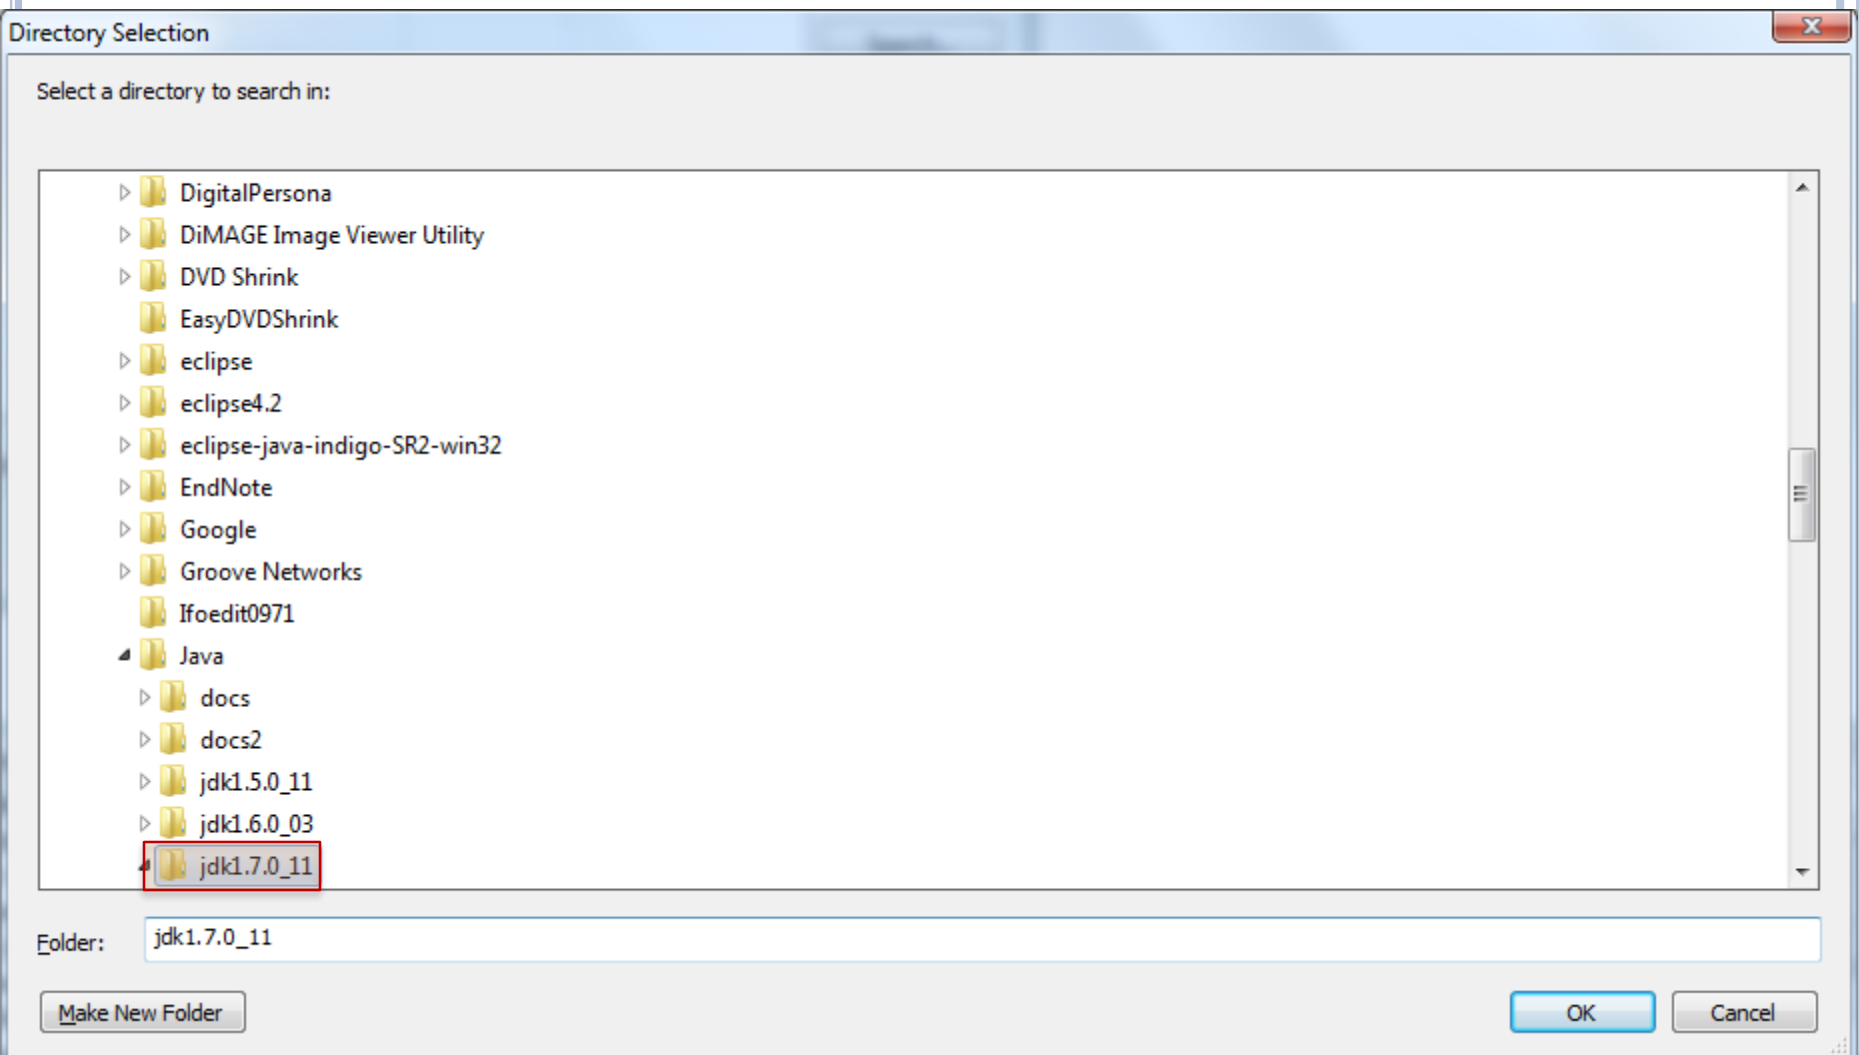 Directory Selection
Select a directory to search in:
DigitalPersona
DiMAGE Image Viewer Utility
DVD Shrink
EasyDVDShrink
eclipse
eclipse4.2
eclipse-java-indigo-SR2-win32
EndNote
Google
Groove Networks
Ifoedit0971
Java
docs
docs2
jdk1.5.0_11
jdk1.6.0_03
jdk1.7.0_11
Folder: jdk1.7.0_11
Make New Folder OK Cancel